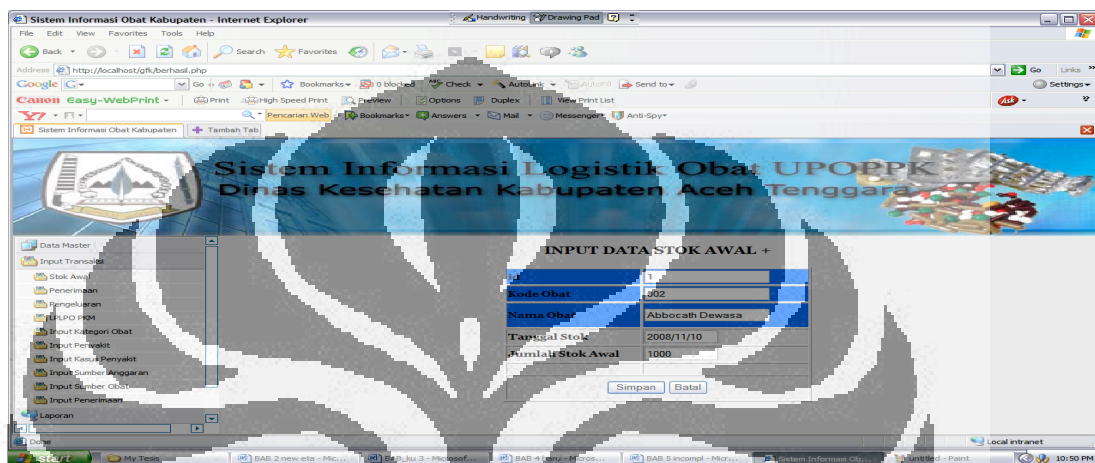 Sistem Informasi Obat Kabupaten - Internet Explorer
Handwriting Drawing Pad
File Edit View Favorites Tools Help
Back Search Favorites
Address http://localhost/gfk/berhasil.php Go Links
Google Go Bookmarks 0 blocked Check AutoLink AutoFill Send to Settings
Canon Easy-WebPrint Print High Speed Print Preview Options Duplex View Print List Ask
Y7 Pencarian Web Bookmarks Answers Mail Messenger Anti-Spy
Sistem Informasi Obat Kabupaten Tambah Tab
Sistem Informasi Logistik Obat UPOPPK
Dinas Kesehatan Kabupaten Aceh Tenggara
Data Master
Input Transaksi
Stok Awal
Penerimaan
Pengeluaran
LPLPO PKM
Input Kategori Obat
Input Penyakit
Input Kasus Penyakit
Input Sumber Anggaran
Input Sumber Obat
Input Penerimaan
Laporan
INPUT DATA STOK AWAL +
id 1
Kode Obat 002
Nama Obat Abbocath Dewasa
Tanggal Stok 2008/11/10
Jumlah Stok Awal 1000
Simpan Batal
Done Local intranet
start My Tesis BAB 2 new eta - Mic... BAB_ku 3 - Microsof... BAB 4 baru - Micros... BAB 5 incompl - Micr... Sistem Informasi Ob... untitled - Paint 10:50 PM